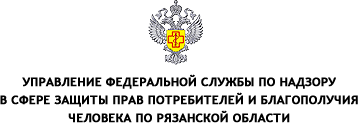 УПРАВЛЕНИЕ ФЕДЕРАЛЬНОЙ СЛУЖБЫ ПО НАДЗОРУ
В СФЕРЕ ЗАЩИТЫ ПРАВ ПОТРЕБИТЕЛЕЙ И БЛАГОПОЛУЧИЯ
ЧЕЛОВЕКА ПО РЯЗАНСКОЙ ОБЛАСТИ